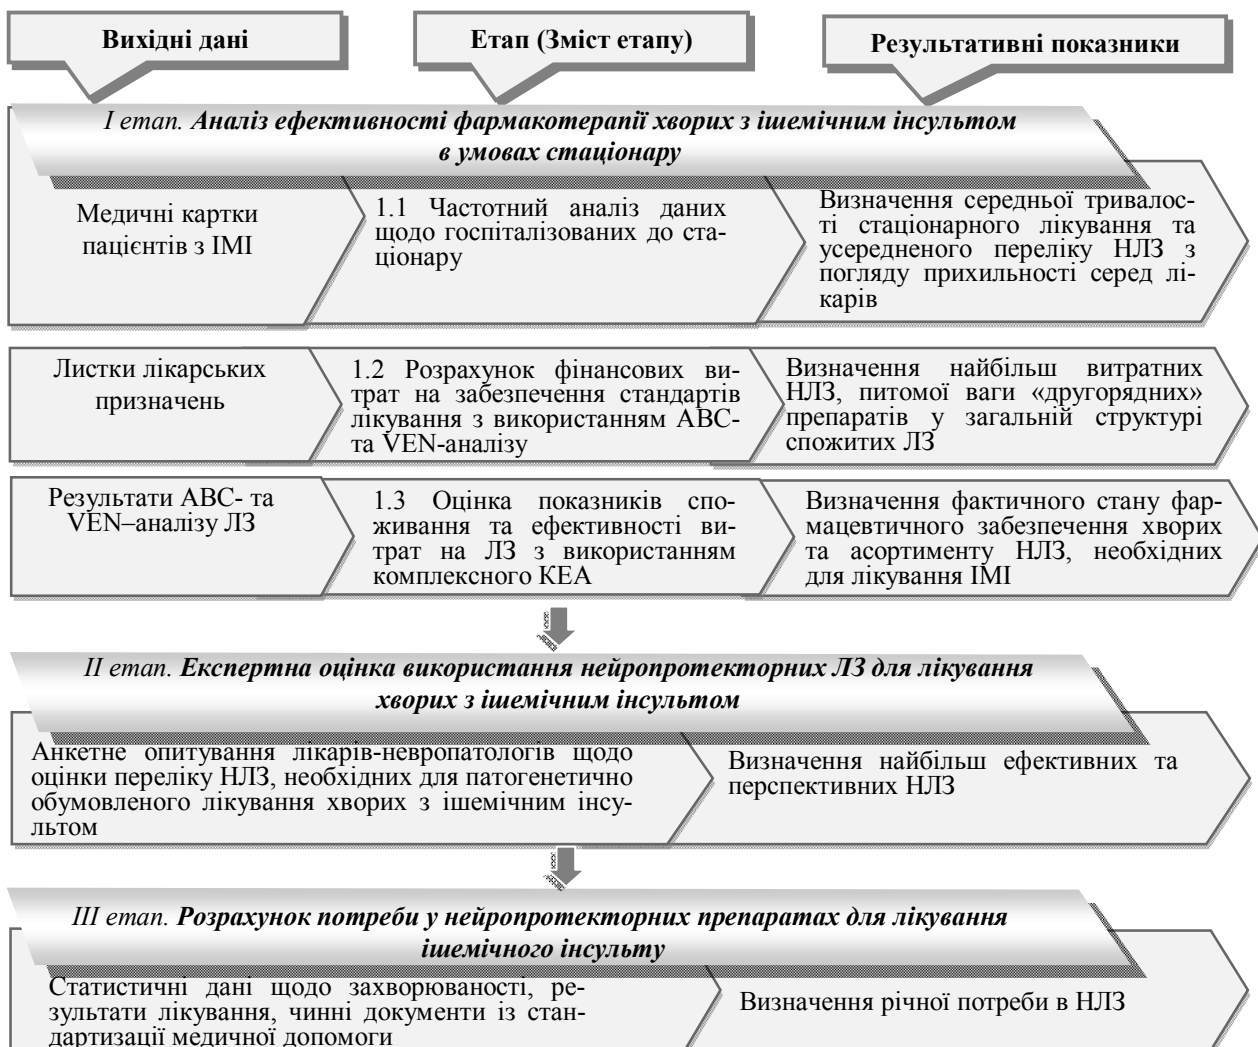 Вихідні дані
Етап (Зміст етапу)
Результативні показники
I етап. Аналіз ефективності фармакотерапії хворих з ішемічним інсультом
в умовах стаціонару
Медичні картки
пацієнтів з ІМІ
1.1 Частотний аналіз даних
щодо госпіталізованих до ста-
ціонару
Визначення середньої тривалос-
ті стаціонарного лікування та
усередненого переліку НЛЗ з
погляду прихильності серед лі-
карів
Листки лікарських
призначень
1.2 Розрахунок фінансових ви-
трат на забезпечення стандартів
лікування з використанням АВС-
та VEN-аналізу
Визначення найбільш витратних
НЛЗ, питомої ваги «другорядних»
препаратів у загальній структурі
спожитих ЛЗ
Результати АВС- та
VEN–аналізу ЛЗ
1.3 Оцінка показників спо-
живання та ефективності ви-
трат на ЛЗ з використанням
комплексного КЕА
Визначення фактичного стану фар-
мацевтичного забезпечення хворих
та асортименту НЛЗ, необхідних
для лікування ІМІ
II етап. Експертна оцінка використання нейропротекторних ЛЗ для лікування
хворих з ішемічним інсультом
Анкетне опитування лікарів-невропатологів щодо
оцінки переліку НЛЗ, необхідних для патогенетично
обумовленого лікування хворих з ішемічним інсу-
льтом
Визначення найбільш ефективних та
перспективних НЛЗ
III етап. Розрахунок потреби у нейропротекторних препаратах для лікування
ішемічного інсульту
Статистичні дані щодо захворюваності, ре-
зультати лікування, чинні документи із стан-
дартизації медичної допомоги
Визначення річної потреби в НЛЗ